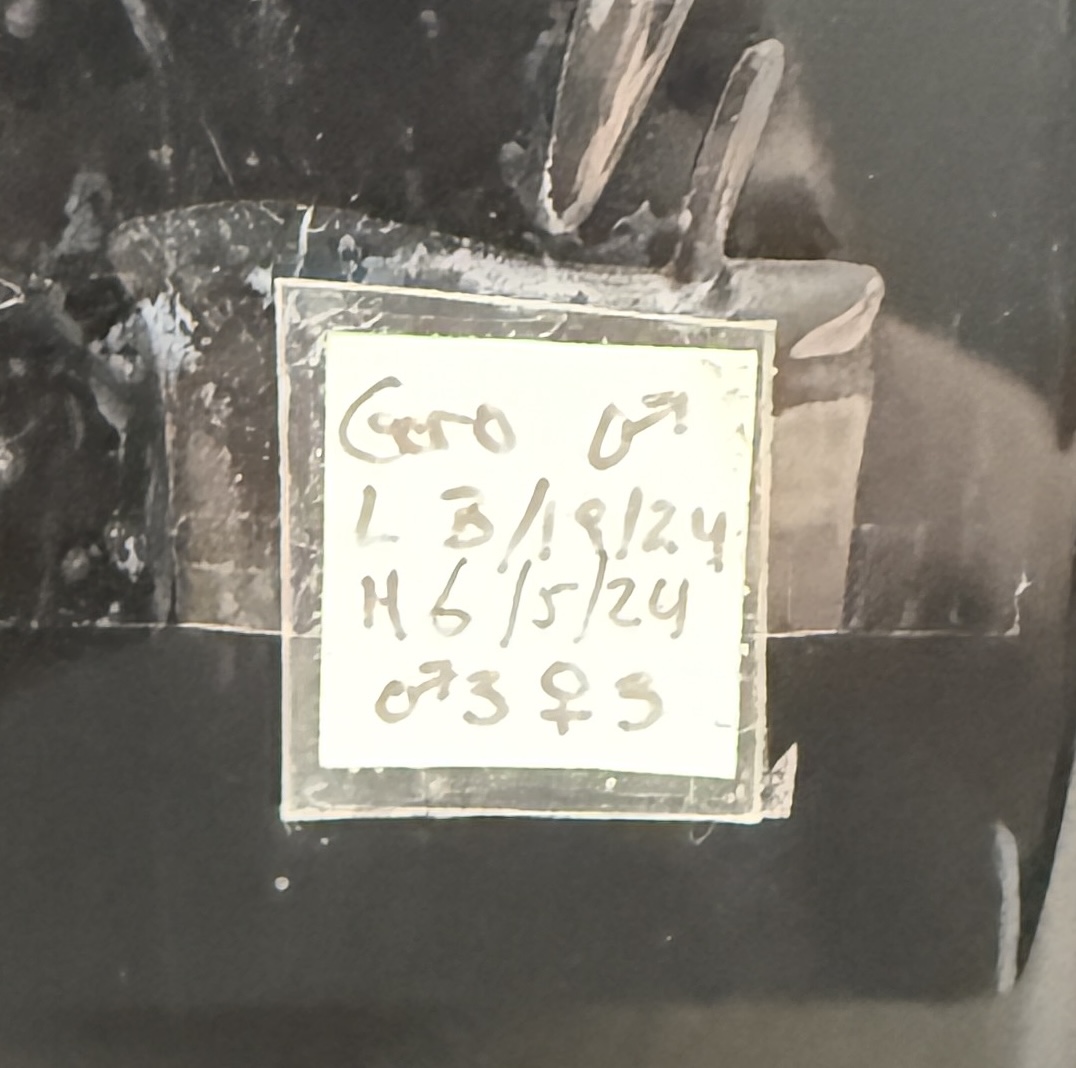 ♂
L 3/19/24
H 6/5/24
♂3 ♀3